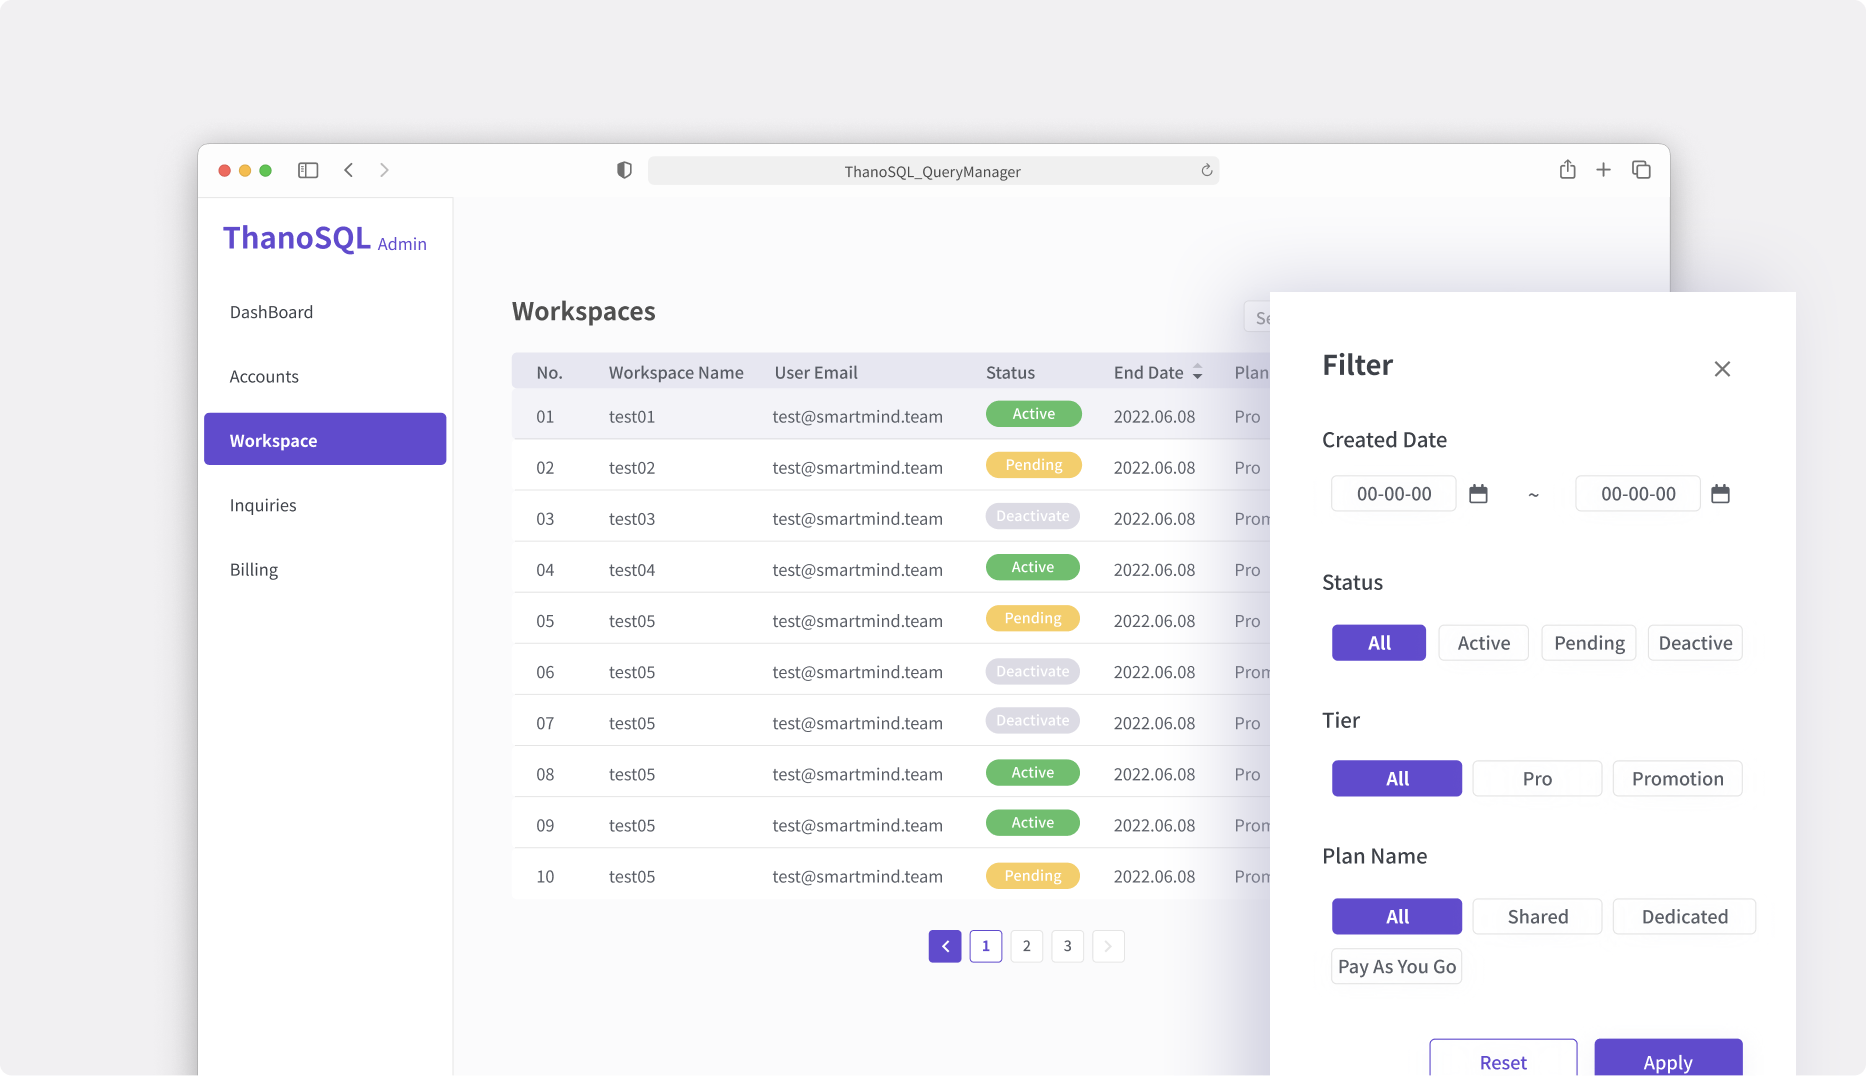 ThanoSQL_QueryManager
ThanoSQL Admin
DashBoard
Accounts
Workspace
Inquiries
Billing
Workspaces
Se
No. Workspace Name User Email Status End Date Plan
01 test01 test@smartmind.team Active 2022.06.08 Pro
02 test02 test@smartmind.team Pending 2022.06.08 Pro
03 test03 test@smartmind.team Deactivate 2022.06.08 Prom
04 test04 test@smartmind.team Active 2022.06.08 Pro
05 test05 test@smartmind.team Pending 2022.06.08 Pro
06 test05 test@smartmind.team Deactivate 2022.06.08 Prom
07 test05 test@smartmind.team Deactivate 2022.06.08 Pro
08 test05 test@smartmind.team Active 2022.06.08 Pro
09 test05 test@smartmind.team Active 2022.06.08 Prom
10 test05 test@smartmind.team Pending 2022.06.08 Prom
1 2 3
Filter
Created Date
00-00-00 ~ 00-00-00
Status
All Active Pending Deactive
Tier
All Pro Promotion
Plan Name
All Shared Dedicated
Pay As You Go
Reset Apply